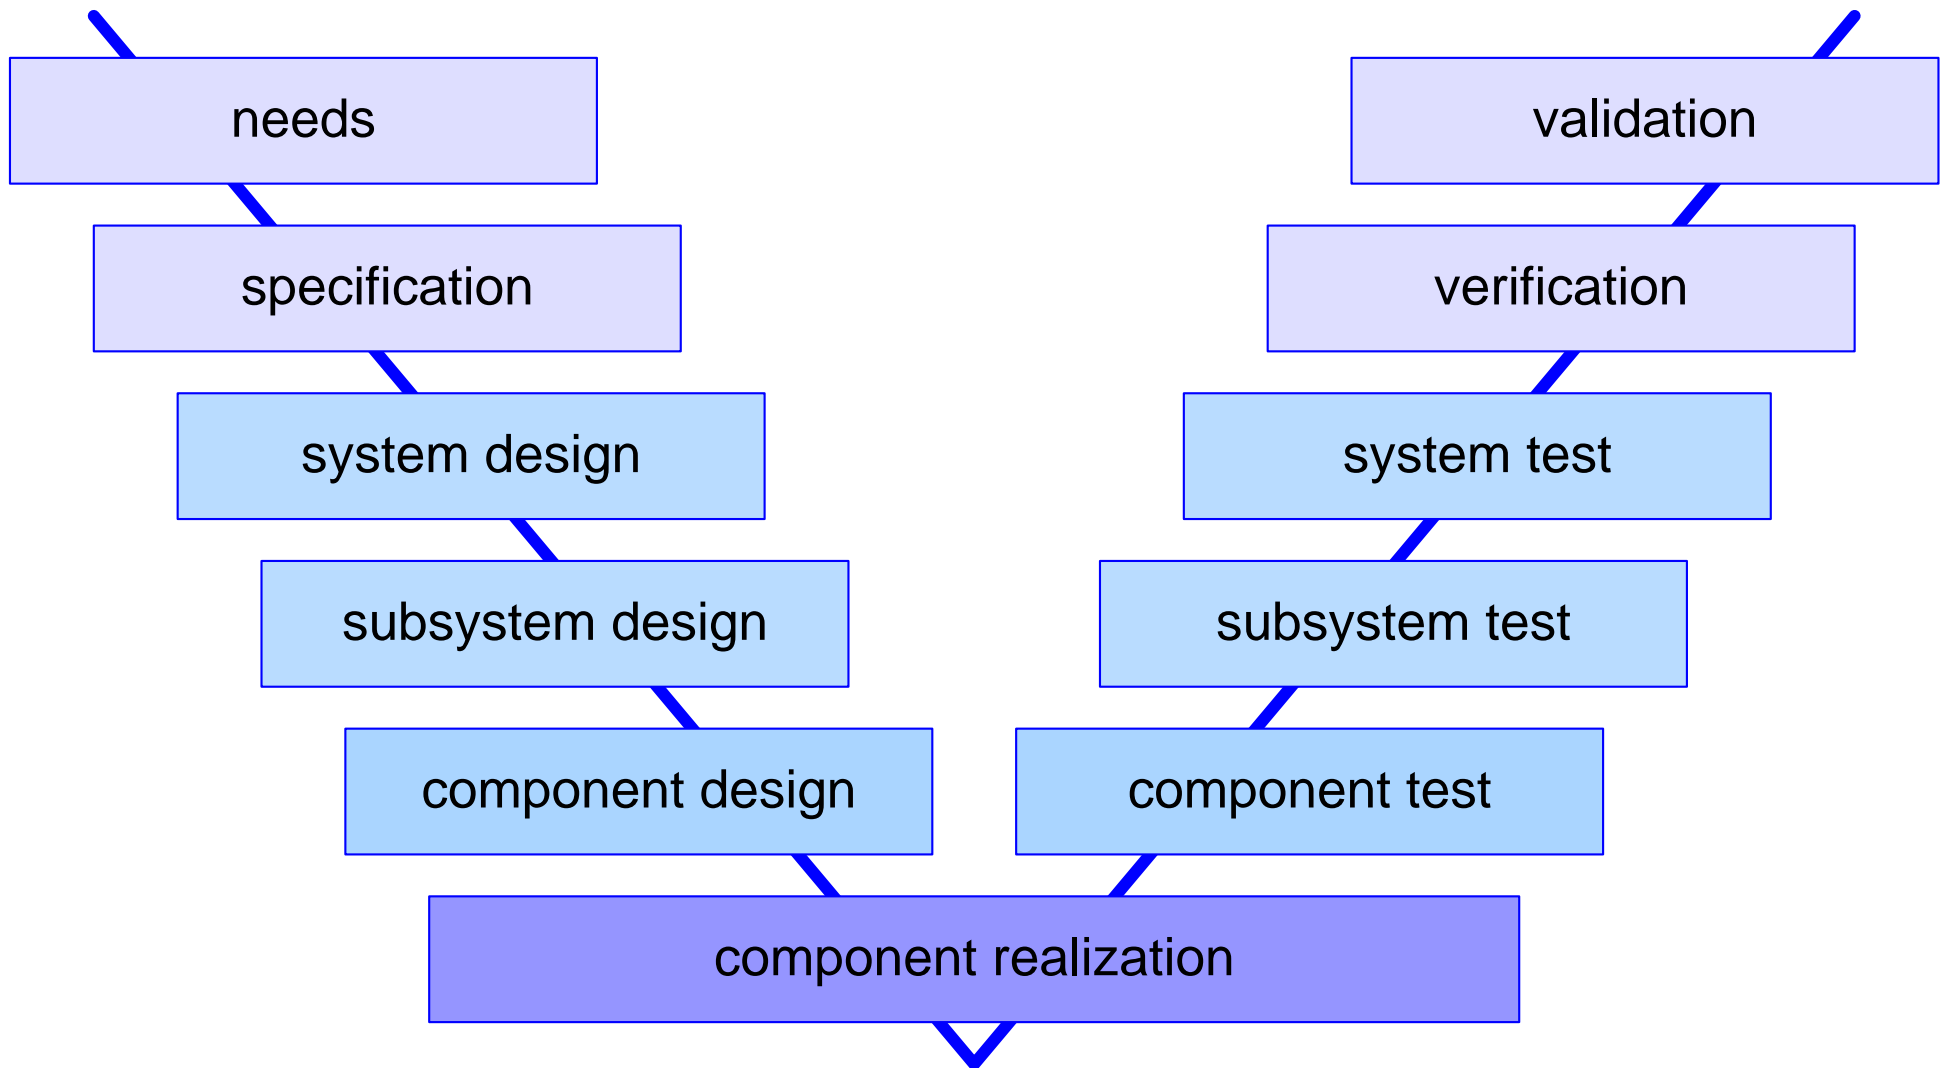 needs
validation
specification
verification
system design
system test
subsystem design
subsystem test
component design
component test
component realization